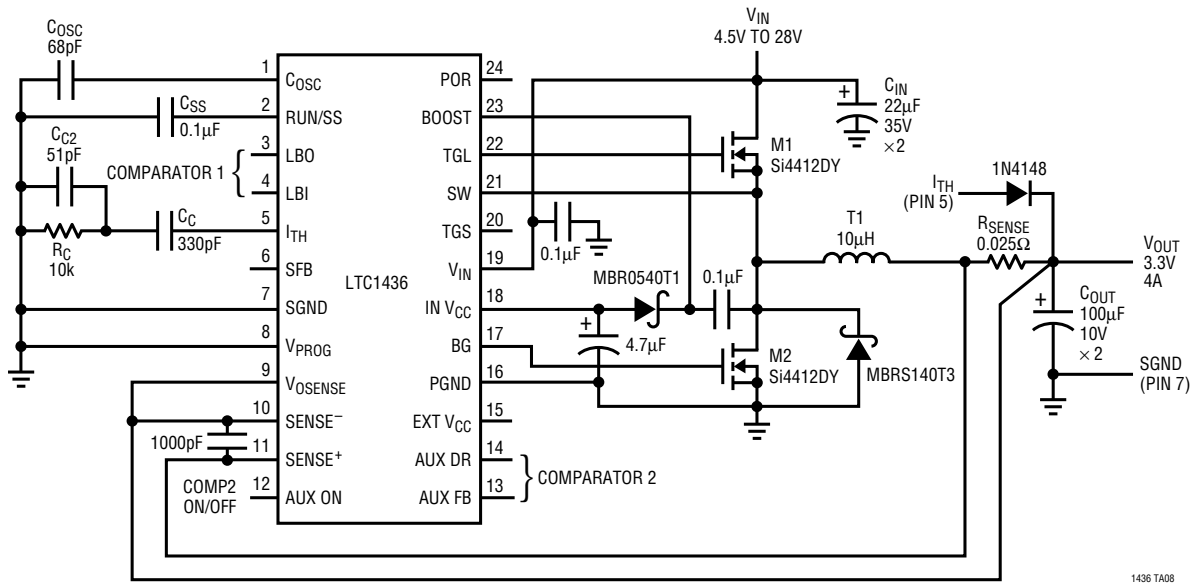 COSC
68pF
CSS
0.1µF
CC2
51pF
COMPARATOR 1
RC
10k
CC
330pF
1000pF
COMP2
ON/OFF
1
2
3
4
5
6
7
8
9
10
11
12
COSC
RUN/SS
LBO
LBI
ITH
SFB
SGND
VPROG
VOSENSE
SENSE–
SENSE+
AUX ON
LTC1436
POR
BOOST
TGL
SW
TGS
VIN
IN VCC
BG
PGND
EXT VCC
AUX DR
AUX FB
24
23
22
21
20
19
18
17
16
15
14
13
COMPARATOR 2
VIN
4.5V TO 28V
+
CIN
22µF
35V
×2
M1
Si4412DY
0.1µF
MBR0540T1
0.1µF
+
4.7µF
M2
Si4412DY
MBRS140T3
T1
10µH
ITH
(PIN 5)
1N4148
RSENSE
0.025Ω
VOUT
3.3V
4A
+
COUT
100µF
10V
× 2
SGND
(PIN 7)
1436 TA08